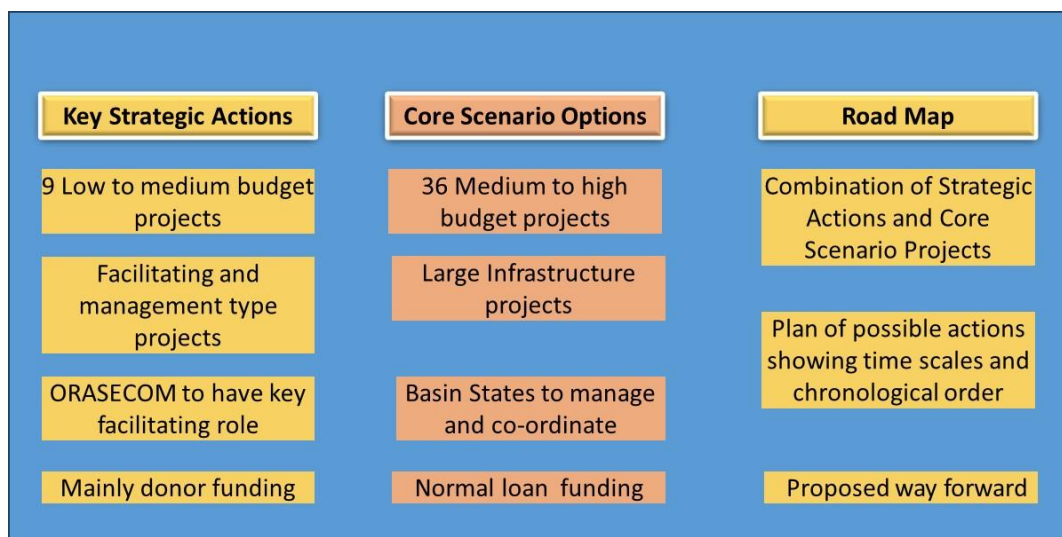 Key Strategic Actions
9 Low to medium budget
projects
Facilitating and
management type
projects
ORASECOM to have key
facilitating role
Mainly donor funding
Core Scenario Options
36 Medium to high
budget projects
Large Infrastructure
projects
Basin States to manage
and co-ordinate
Normal loan funding
Road Map
Combination of Strategic
Actions and Core
Scenario Projects
Plan of possible actions
showing time scales and
chronological order
Proposed way forward